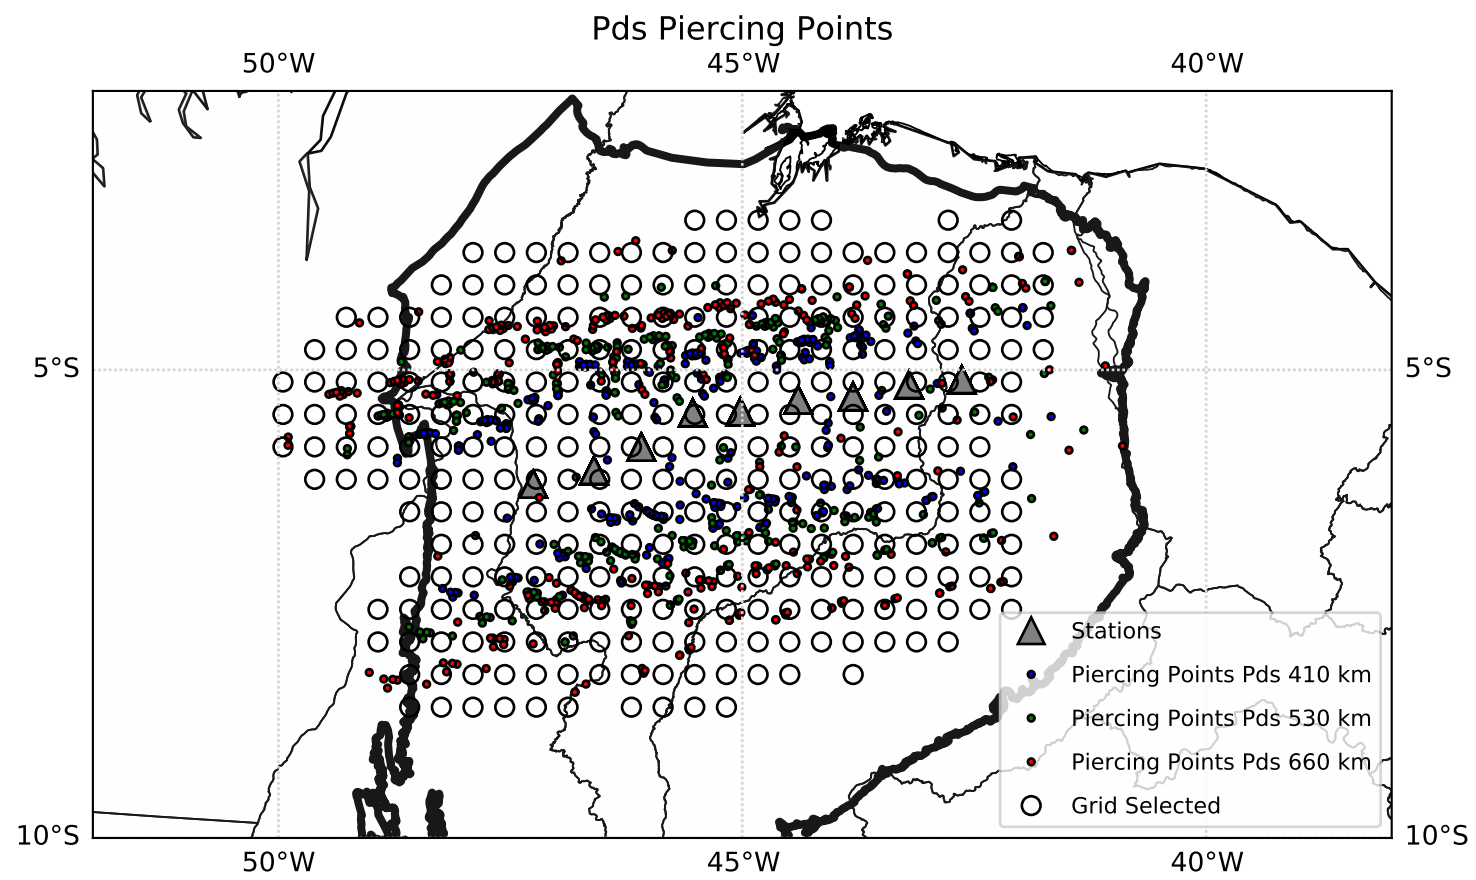 Pds Piercing Points
50°W 45°W 40°W
5°S 5°S
Stations
Piercing Points Pds 410 km
Piercing Points Pds 530 km
Piercing Points Pds 660 km
Grid Selected
10°S 10°S
50°W 45°W 40°W